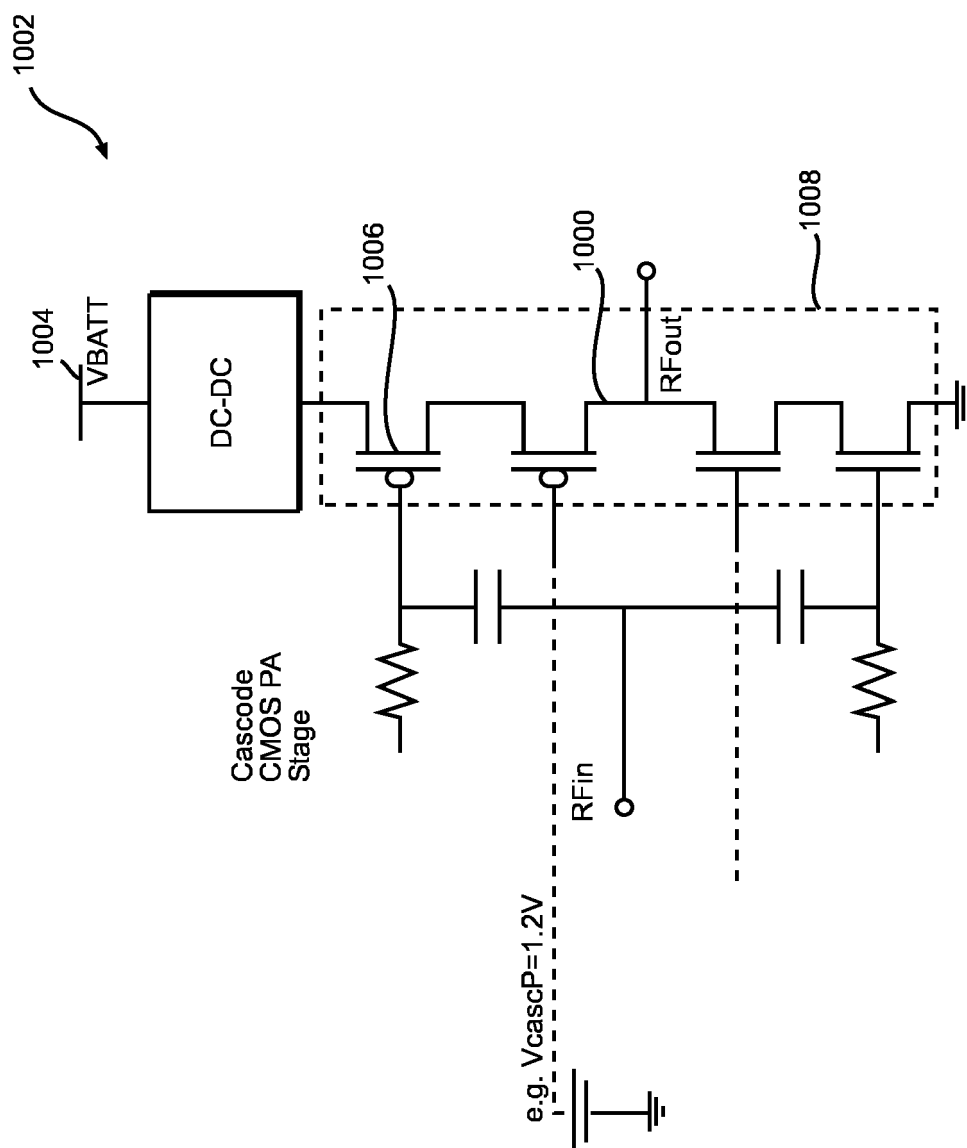 1002
1004
VBATT
DC-DC
1006
1000
RFout
1008
Cascode
CMOS PA
Stage
RFin
e.g. VcascP=1.2V